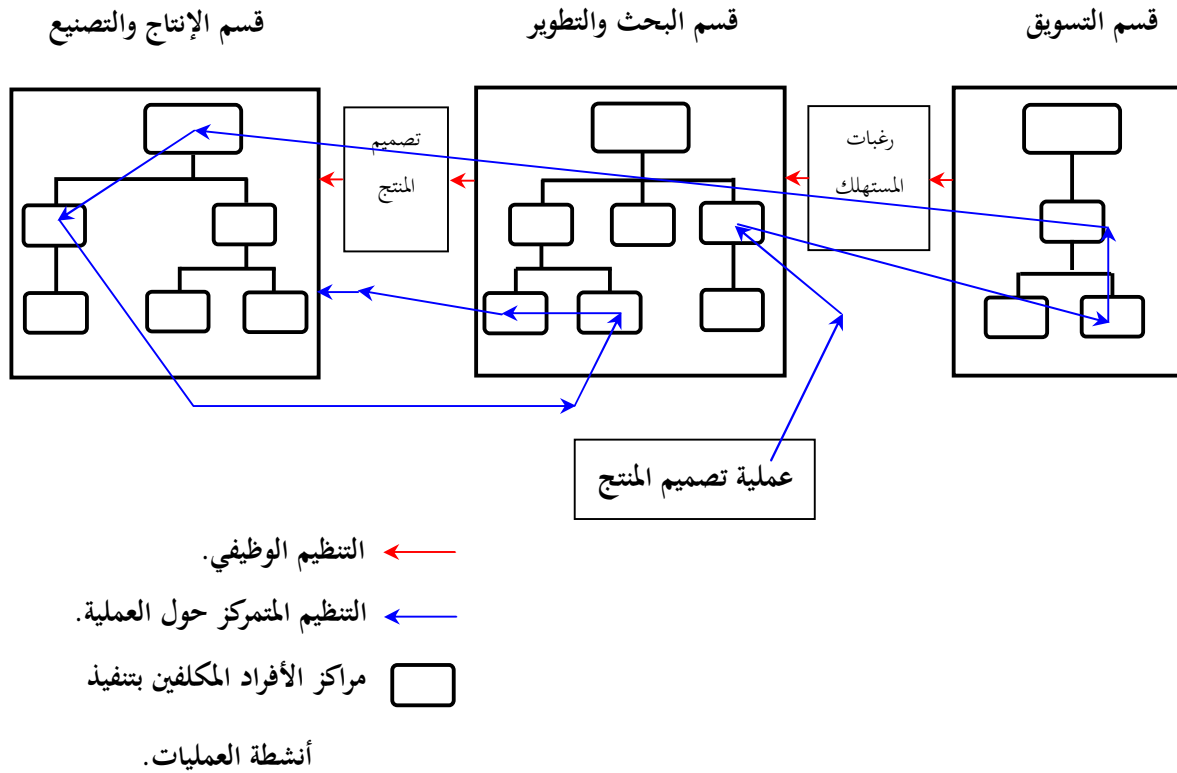 قسم التسويق
قسم البحث والتطوير
قسم الإنتاج والتصنيع
رغبات
المستهلك
تصميم
المنتج
عملية تصميم المنتج
التنظيم الوظيفي.
التنظيم المتمركز حول العملية.
مراكز الأفراد المكلفين بتنفيذ
أنشطة العمليات.